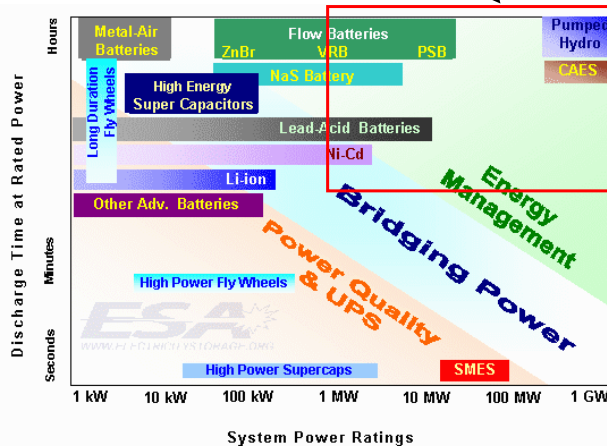 Hours
Minutes
Seconds
Discharge Time at Rated Power
Metal-Air
Batteries
Flow Batteries
ZnBr VRB PSB
Pumped
Hydro
NaS Battery
CAES
Long Duration
Fly Wheels
High Energy
Super Capacitors
Lead-Acid Batteries
Ni-Cd
Li-ion
Other Adv. Batteries
Energy
Management
Bridging Power
Power Quality
& UPS
High Power Fly Wheels
ESA
WWW.ELECTRICITYSTORAGE.ORG
High Power Supercaps
SMES
1 kW 10 kW 100 kW 1 MW 10 MW 100 MW 1 GW
System Power Ratings